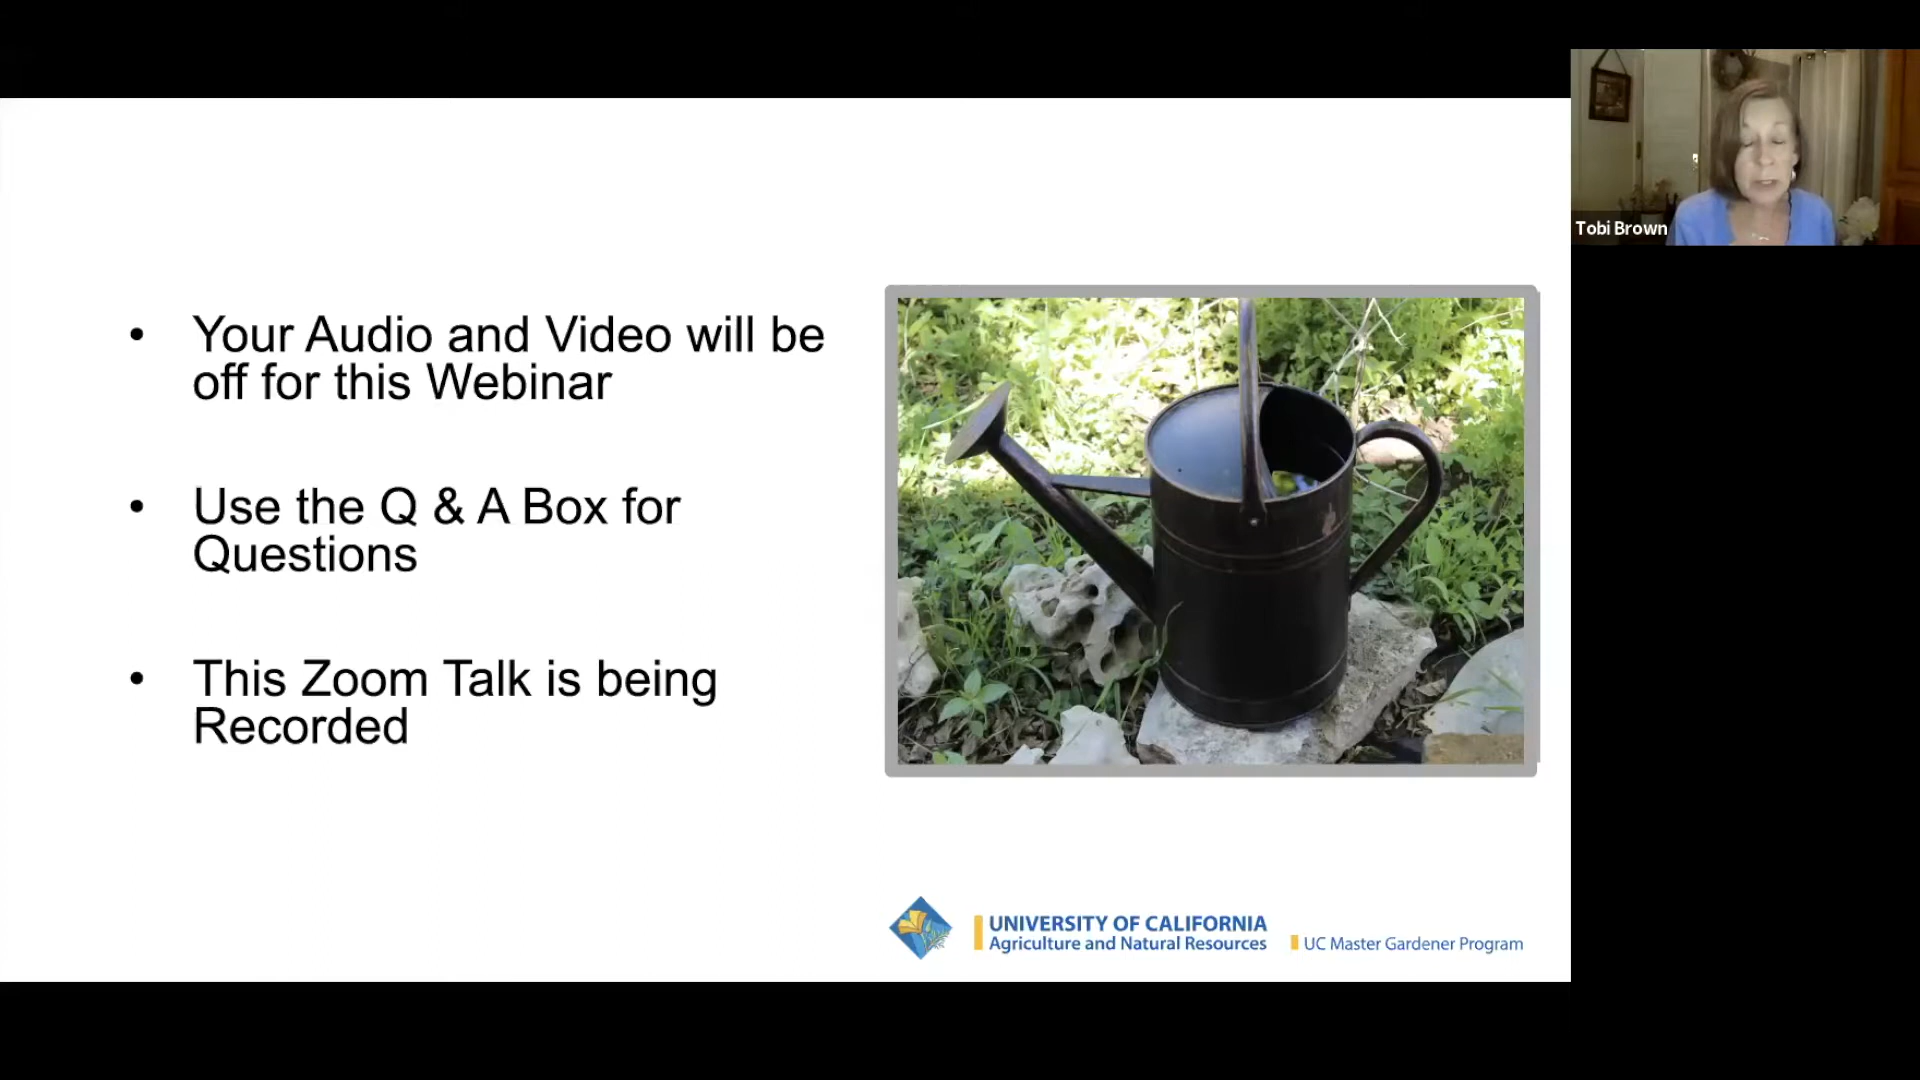 Tobi Brown
• Your Audio and Video will be
off for this Webinar
• Use the Q & A Box for
Questions
• This Zoom Talk is being
Recorded
UNIVERSITY OF CALIFORNIA
Agriculture and Natural Resources
UC Master Gardener Program